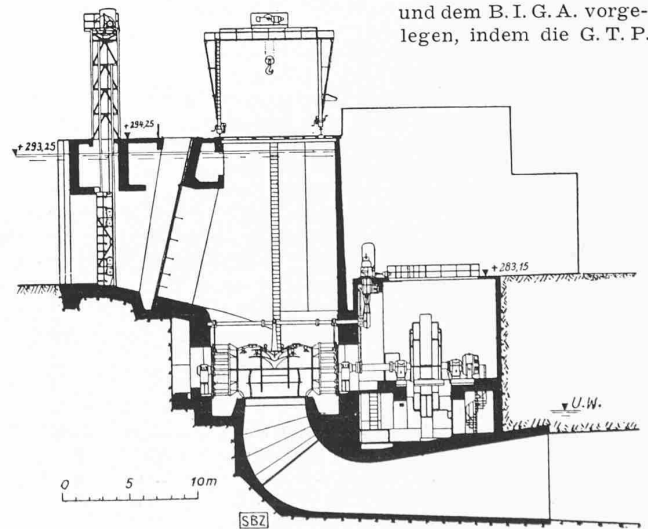 und dem B. I. G. A. vorge-
legen, indem die G. T. P.
+294,25
+293,25
+283,15
U.W.
0 5 10m
SBZ